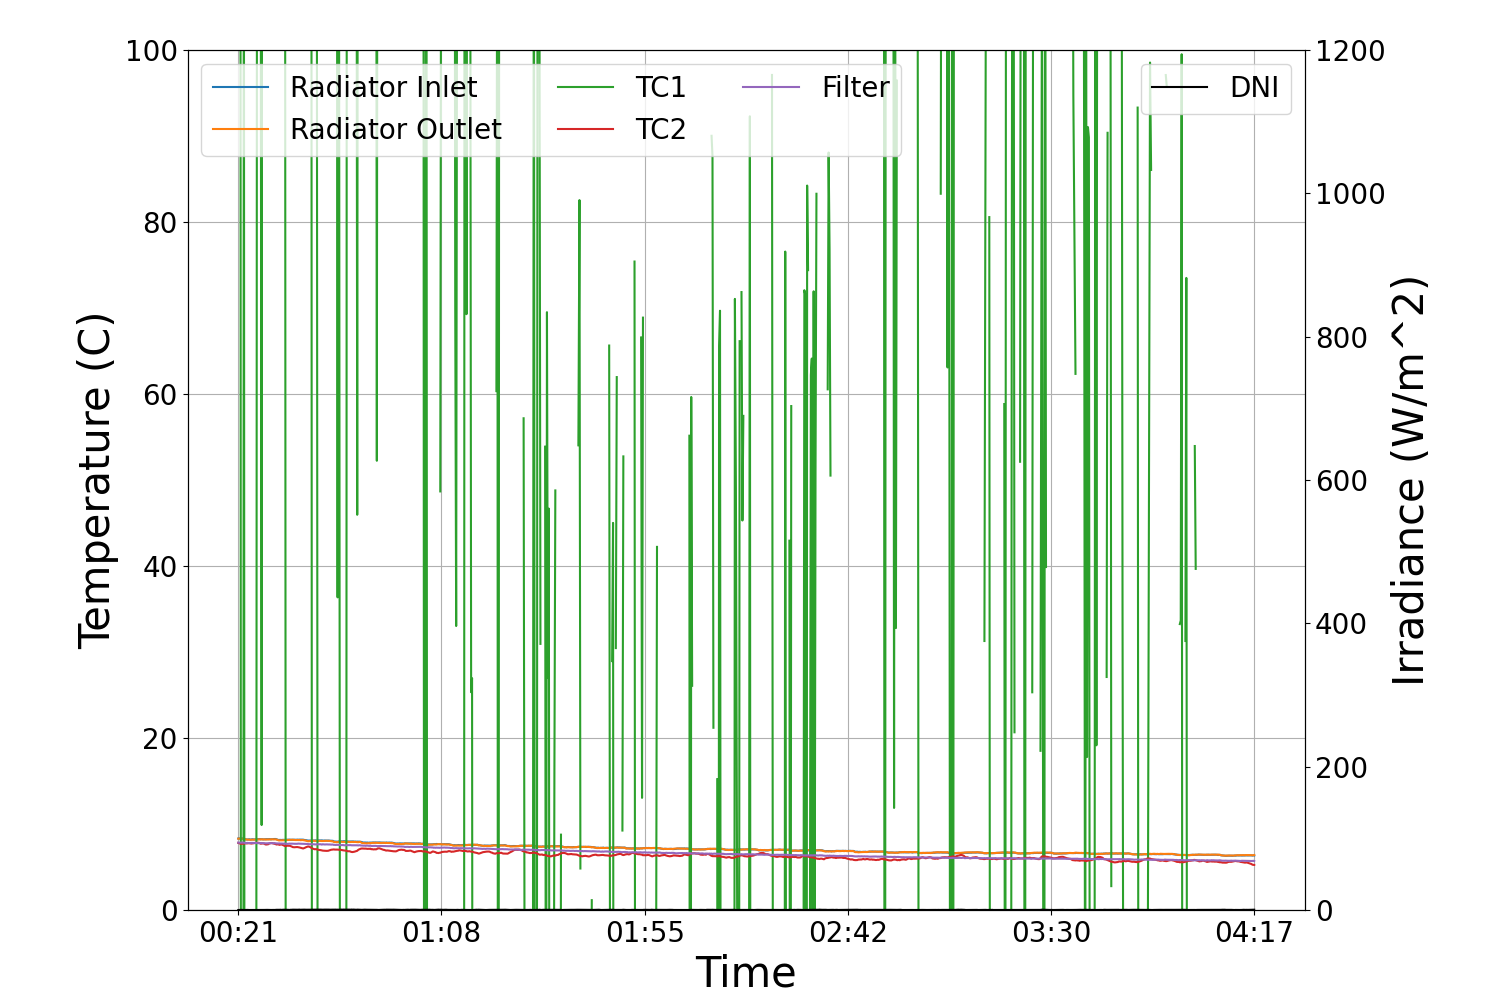 Radiator Inlet
Radiator Outlet
TC1
TC2
Filter
DNI
Temperature (C)
100
80
60
40
20
0
Irradiance (W/m^2)
1200
1000
800
600
400
200
0
00:21 01:08 01:55 02:42 03:30 04:17
Time